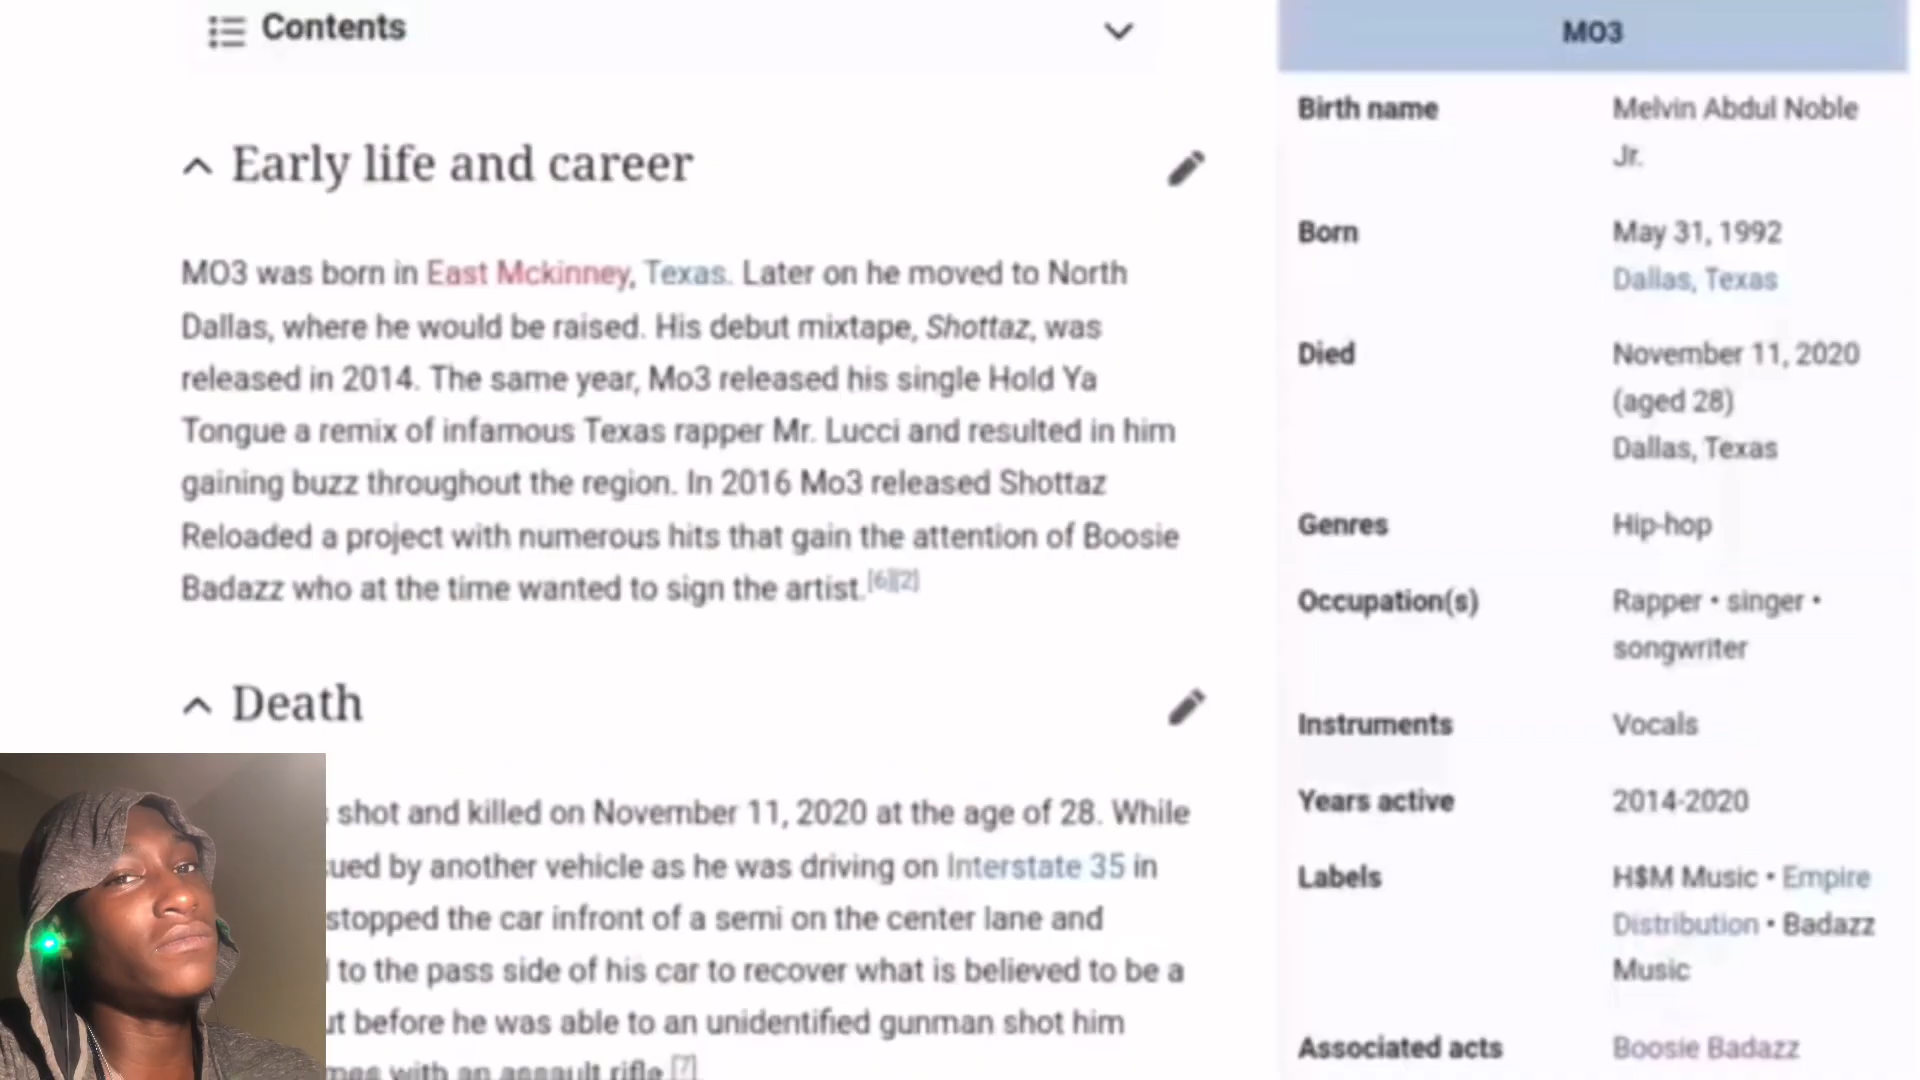 Contents
Early life and career
MO3 was born in East Mckinney, Texas. Later on he moved to North
Dallas, where he would be raised. His debut mixtape, Shottaz, was
released in 2014. The same year, Mo3 released his single Hold Ya
Tongue a remix of infamous Texas rapper Mr. Lucci and resulted in him
gaining buzz throughout the region. In 2016 Mo3 released Shottaz
Reloaded a project with numerous hits that gain the attention of Boosie
Badazz who at the time wanted to sign the artist.[6][2]
Death
shot and killed on November 11, 2020 at the age of 28. While
by another vehicle as he was driving on Interstate 35 in
stopped the car infront of a semi on the center lane and
to the pass side of his car to recover what is believed to be a
before he was able to an unidentified gunman shot him
with an assault rifle.[7]
MO3
Birth name Melvin Abdul Noble
Jr.
Born May 31, 1992
Dallas, Texas
Died November 11, 2020
(aged 28)
Dallas, Texas
Genres Hip-hop
Occupation(s) Rapper • singer •
songwriter
Instruments Vocals
Years active 2014-2020
Labels H$M Music • Empire
Distribution • Badazz
Music
Associated acts Boosie Badazz